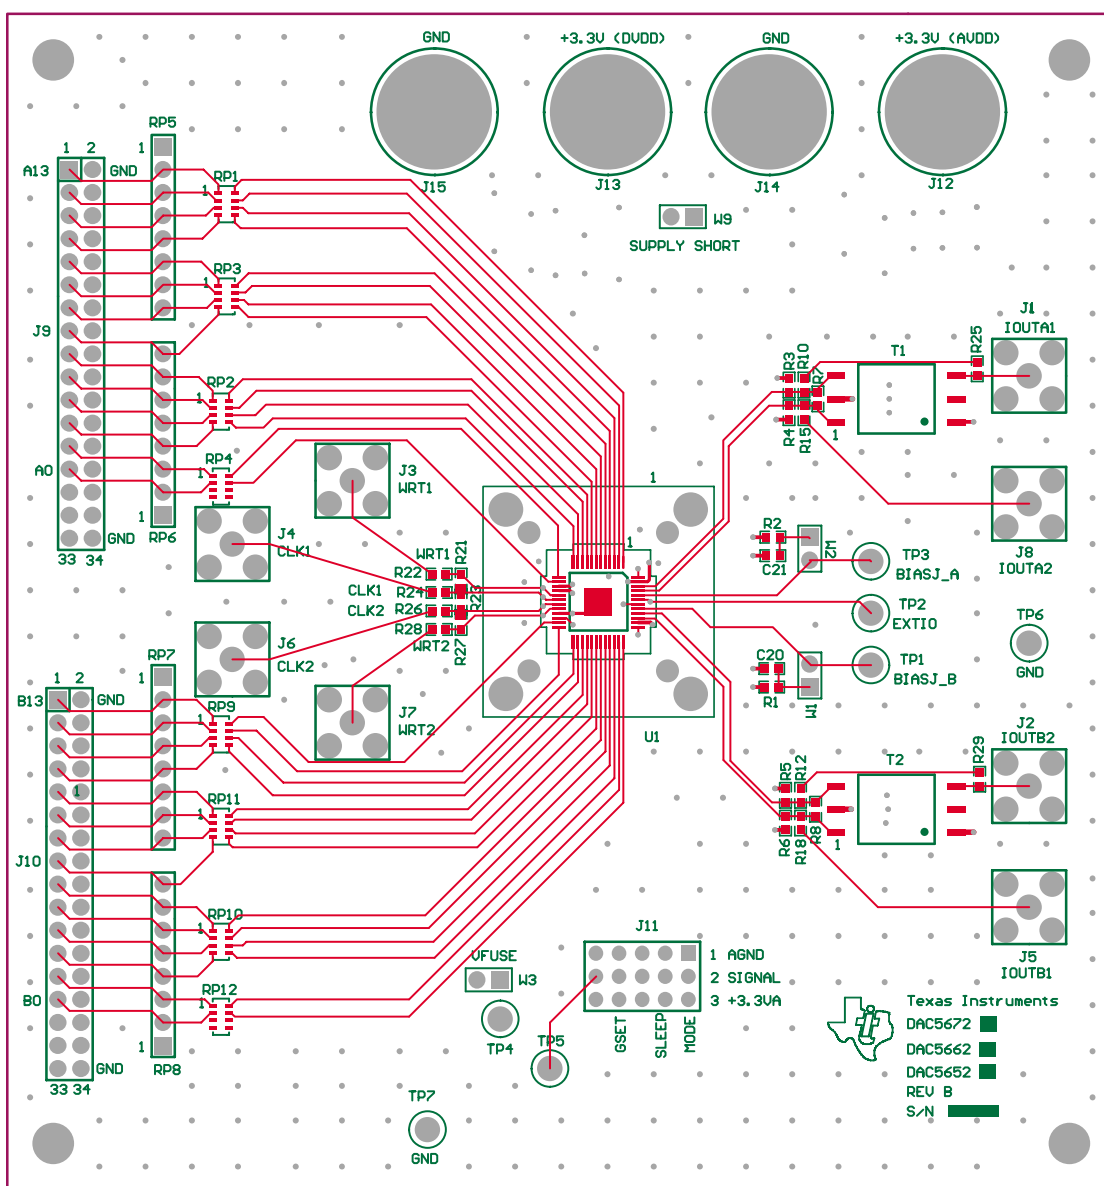 GND
+3.3V (DVDD)
GND
+3.3V (AVDD)
J15
J13
J14
J12
W9
SUPPLY SHORT
RP5
1
1 2
A13
GND
RP1
1
RP3
1
J9
RP2
1
RP4
1
A0
GND
33 34
1
RP6
J3
WRT1
J4
CLK1
J6
CLK2
J7
WRT2
WRT1
R21
R22
CLK1
R24
R23
CLK2
R26
R28
WRT2
R27
1
1
U1
R3
R10
R7
R4
R15
T1
1
R25
J1
IOUTA1
J8
IOUTA2
R2
C21
W2
TP3
BIASJ_A
TP2
EXTIO
TP6
GND
TP1
BIASJ_B
C20
R1
W1
J2
IOUTB2
R29
T2
1
R5
R12
R6
R18
R8
J5
IOUTB1
RP7
1
1 2
B13
GND
RP9
1
1
RP11
1
J10
RP10
1
RP12
1
B0
GND
33 34
1
RP8
VFUSE
W3
TP4
TP5
TP7
GND
J11
1 AGND
2 SIGNAL
3 +3.3VA
GSET
SLEEP
MODE
Texas Instruments
DAC5672
DAC5662
DAC5652
REV B
S/N